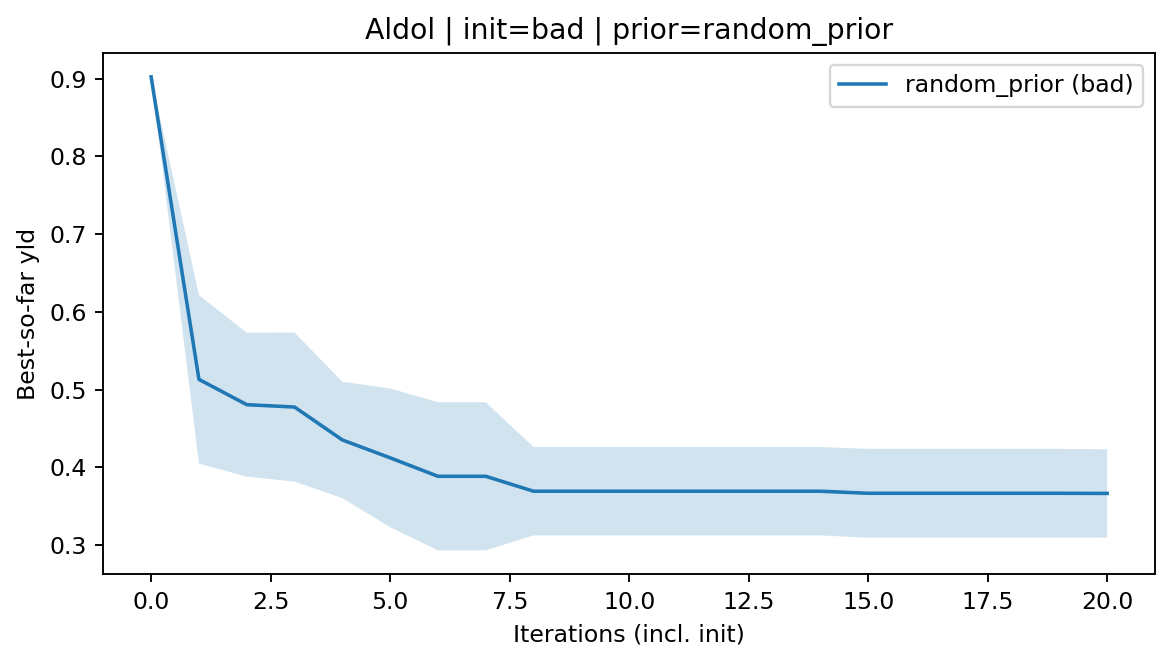 Aldol | init=bad | prior=random_prior
random_prior (bad)
Best-so-far yld
0.9
0.8
0.7
0.6
0.5
0.4
0.3
0.0 2.5 5.0 7.5 10.0 12.5 15.0 17.5 20.0
Iterations (incl. init)